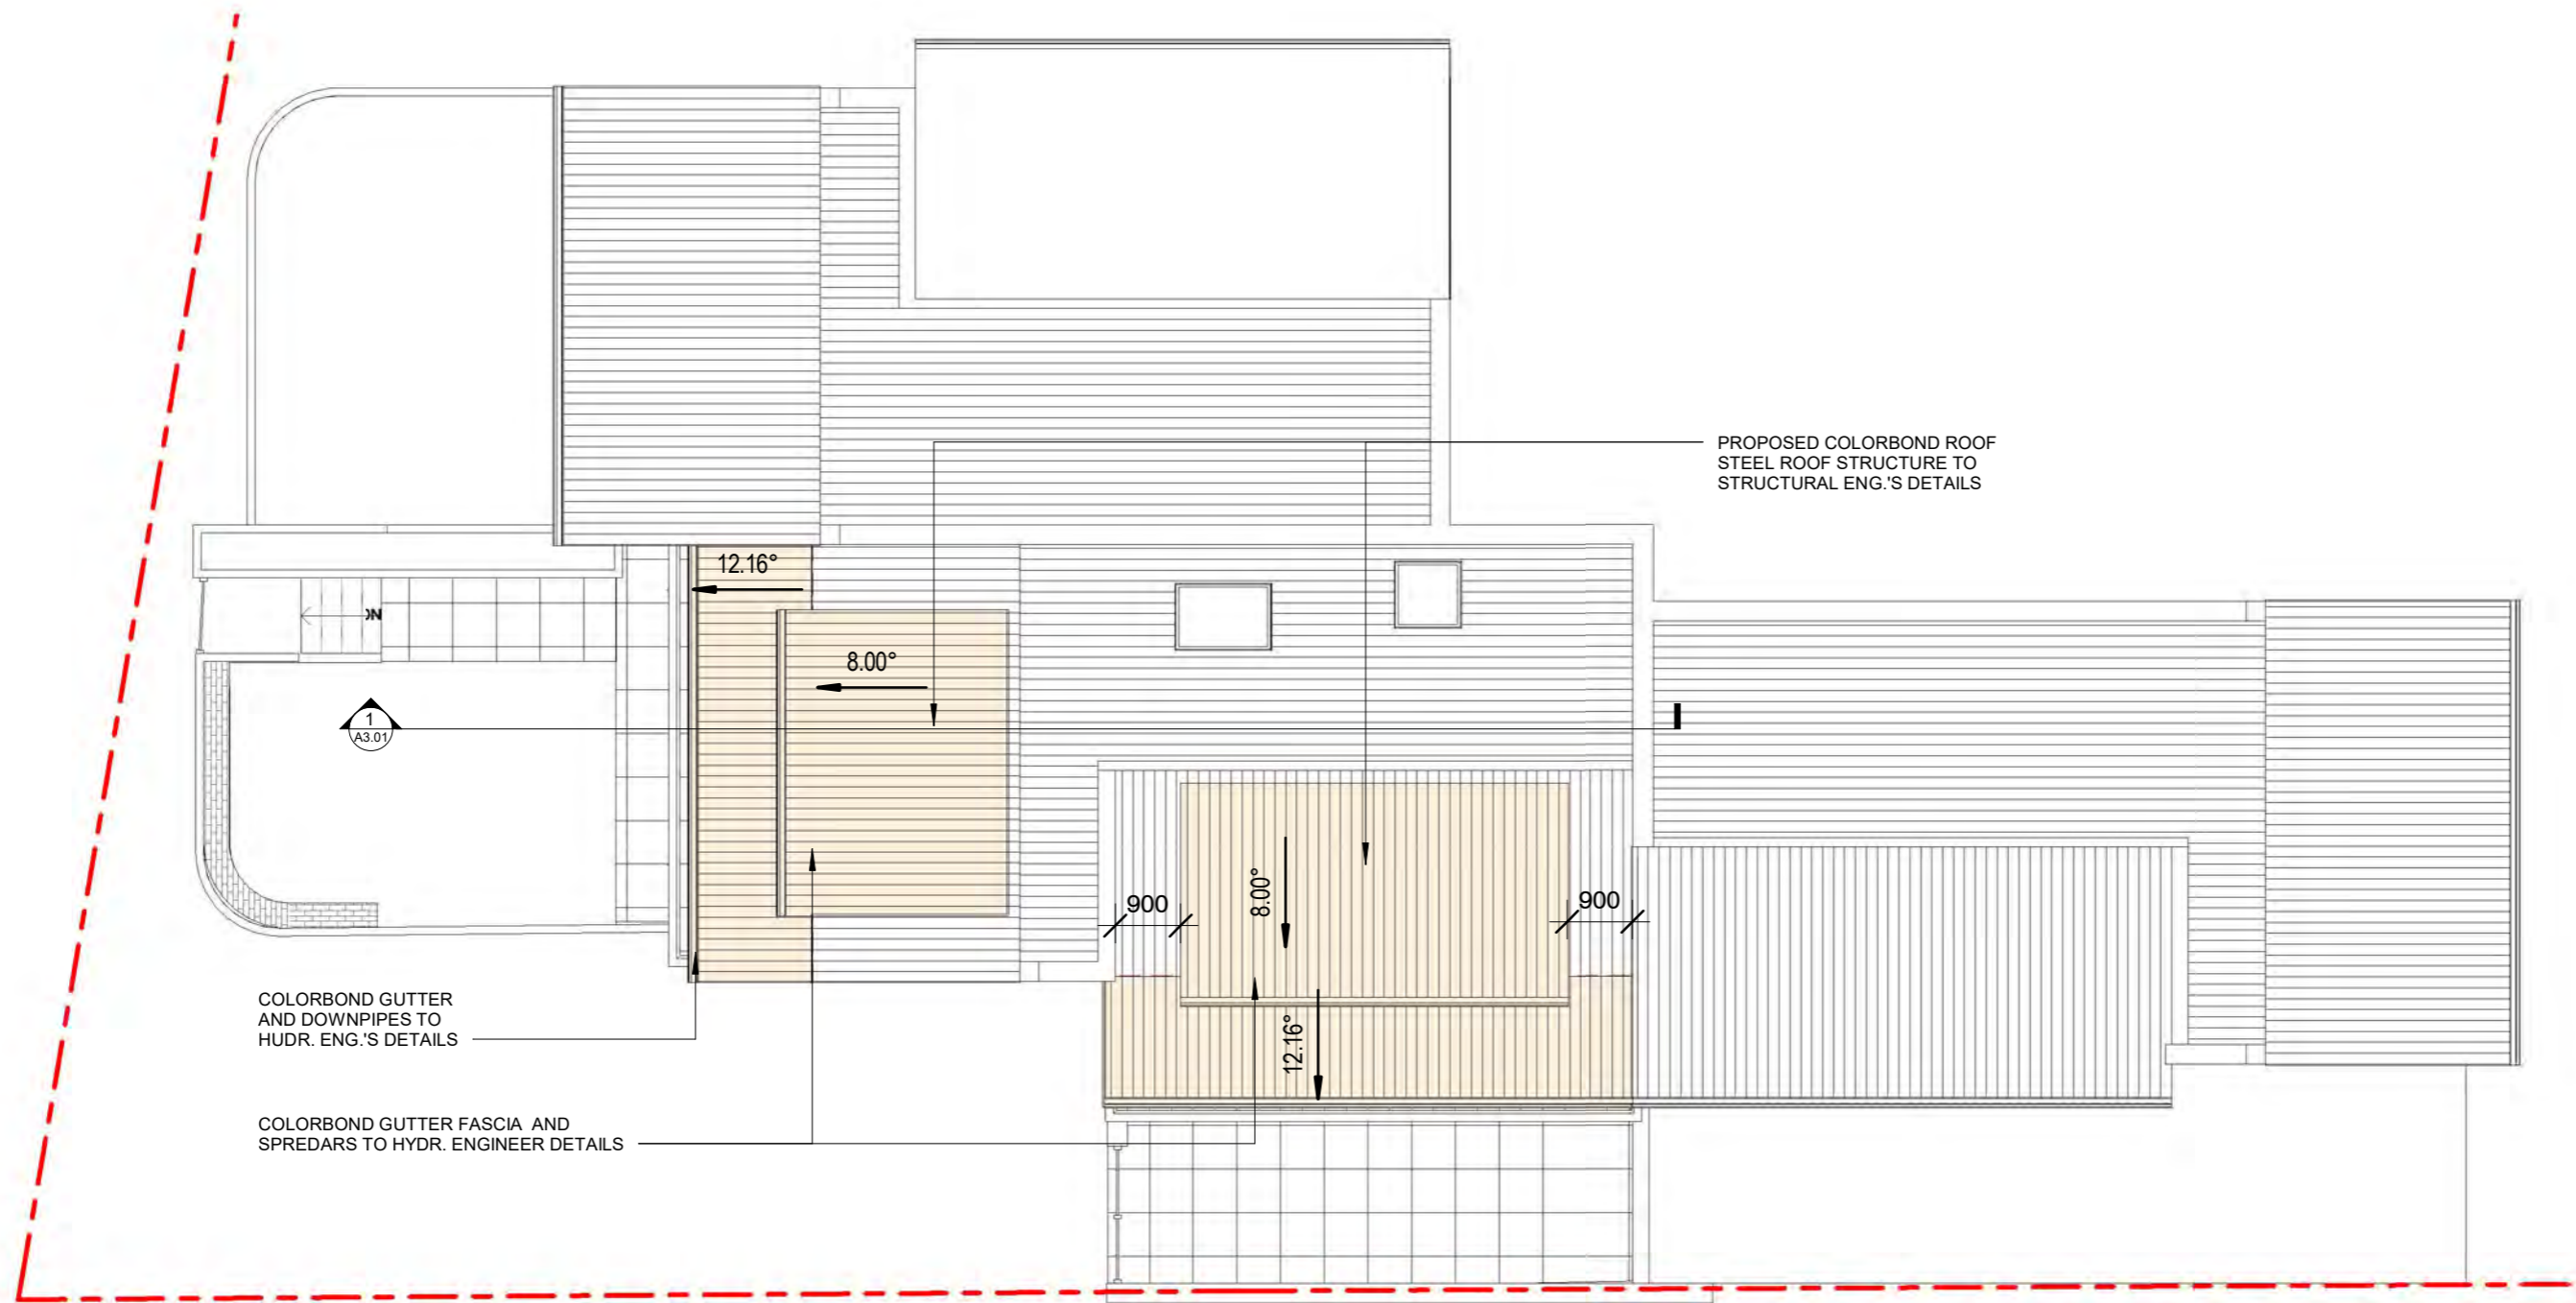 PROPOSED COLORBOND ROOF
STEEL ROOF STRUCTURE TO
STRUCTURAL ENG.'S DETAILS
12.16°
8.00°
1
A3.01
900
8.00°
900
12.16°
COLORBOND GUTTER
AND DOWNPIPES TO
HUDR. ENG.'S DETAILS
COLORBOND GUTTER FASCIA AND
SPREDARS TO HYDR. ENGINEER DETAILS